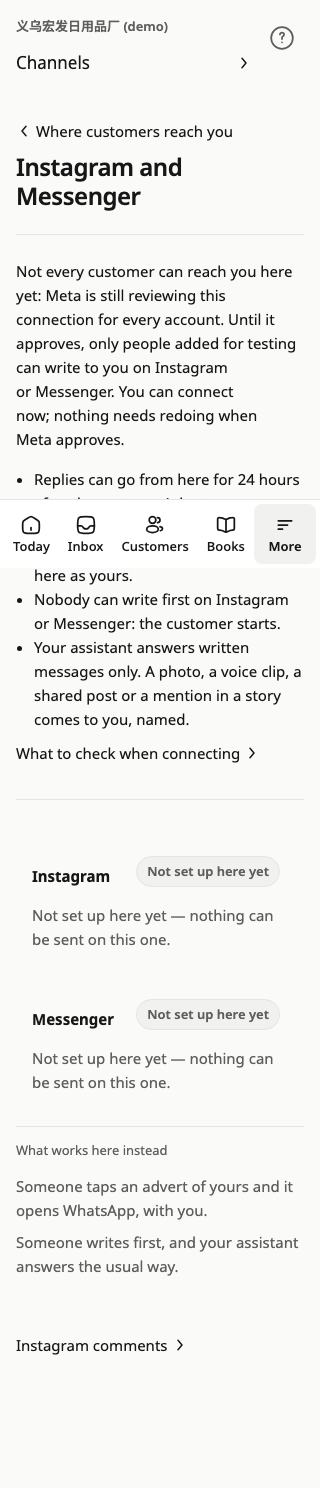 义乌宏发日用品厂 (demo)
Channels
Where customers reach you
Instagram and
Messenger
Not every customer can reach you here
yet: Meta is still reviewing this
connection for every account. Until it
approves, only people added for testing
can write to you on Instagram
or Messenger. You can connect
now; nothing needs redoing when
Meta approves.
• Replies can go from here for 24 hours
Today Inbox Customers Books More
here as yours.
• Nobody can write first on Instagram
or Messenger: the customer starts.
• Your assistant answers written
messages only. A photo, a voice clip, a
shared post or a mention in a story
comes to you, named.
What to check when connecting
Instagram Not set up here yet
Not set up here yet — nothing can
be sent on this one.
Messenger Not set up here yet
Not set up here yet — nothing can
be sent on this one.
What works here instead
Someone taps an advert of yours and it
opens WhatsApp, with you.
Someone writes first, and your assistant
answers the usual way.
Instagram comments